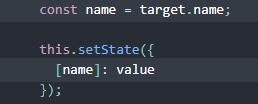 const name = target.name;
this.setState({
[name]: value
});